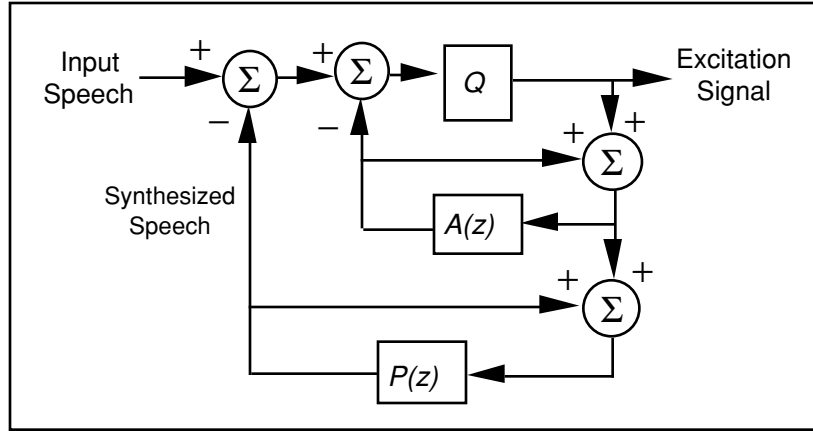 Input
Speech
+
Σ
+
Σ
Q
Excitation
Signal
−
−
+
+
Σ
Synthesized
Speech
A(z)
+
+
Σ
P(z)